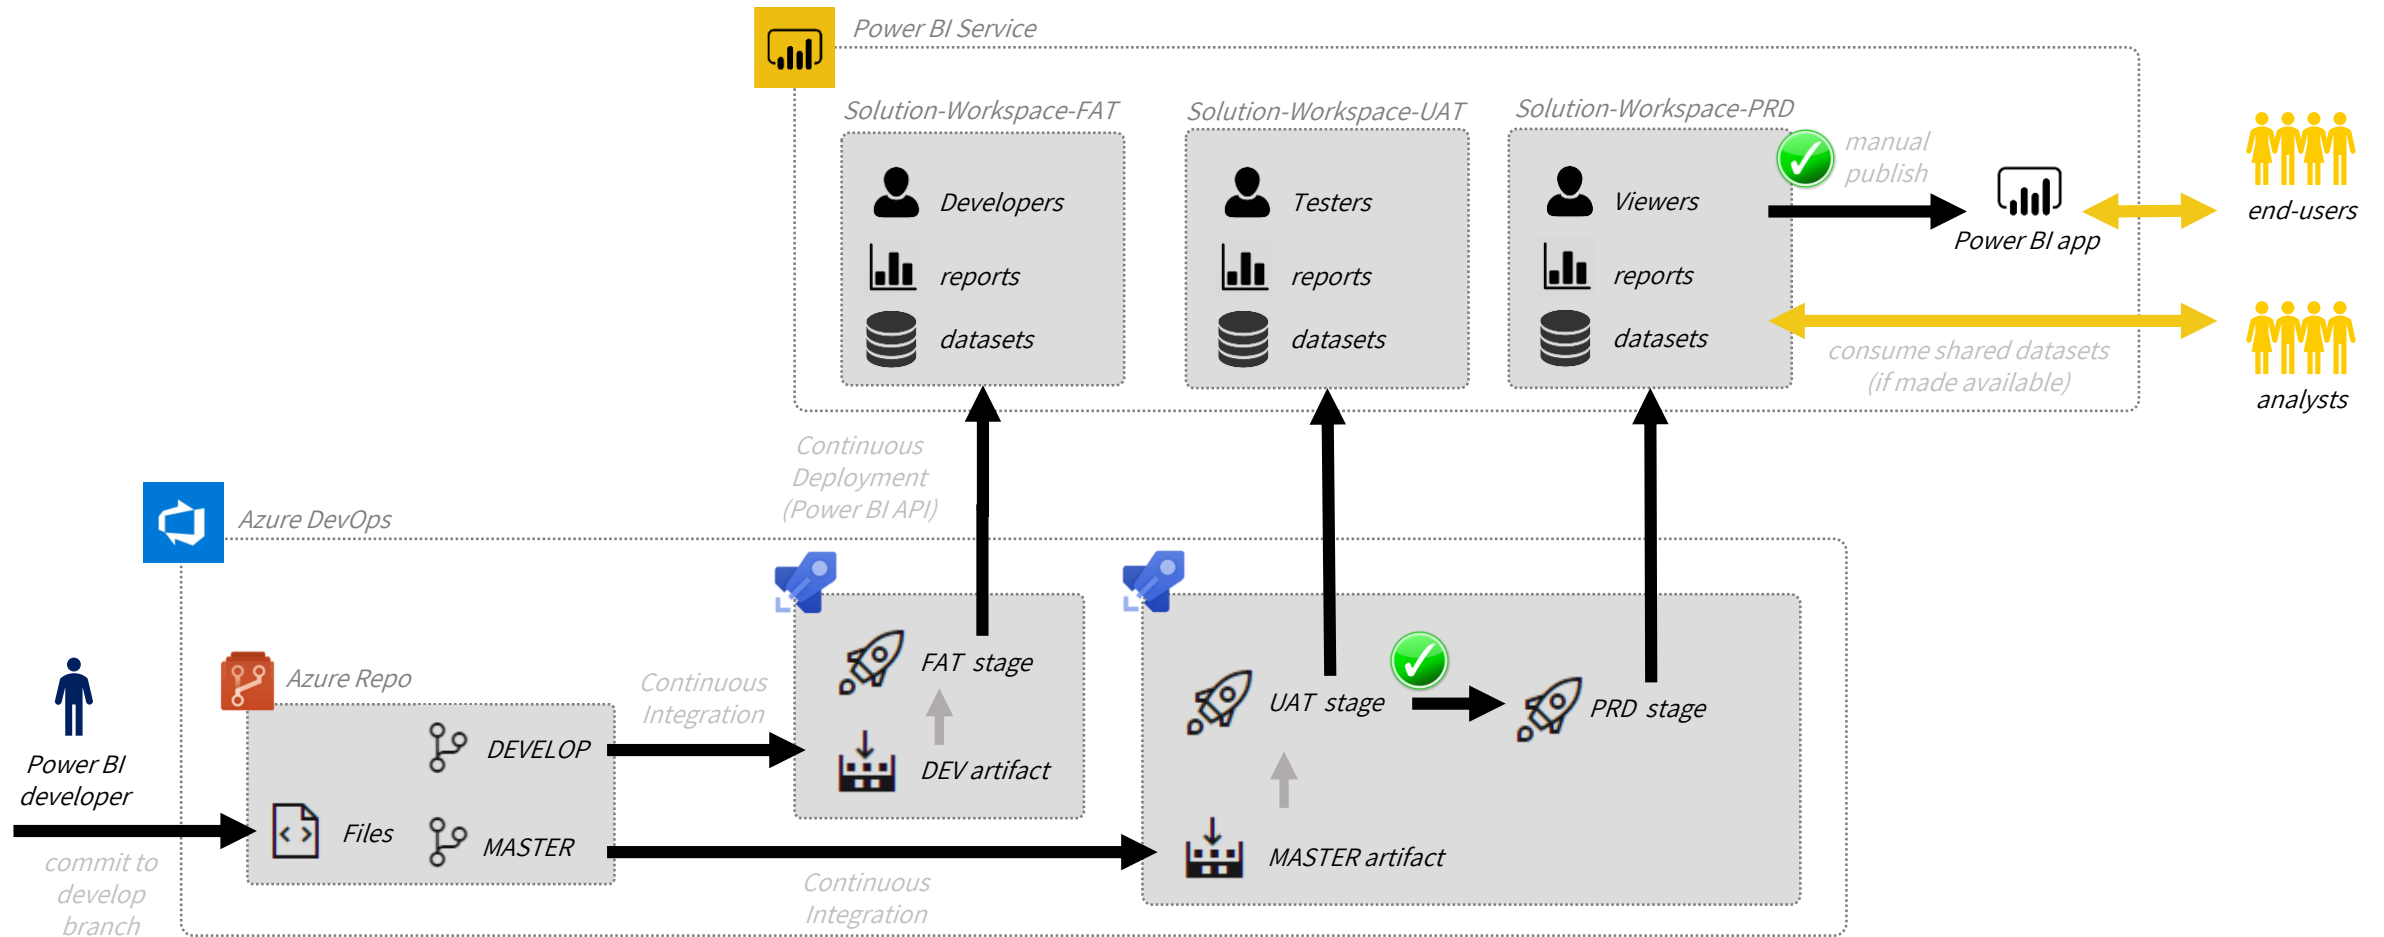 Power BI Service
Solution-Workspace-FAT
Solution-Workspace-UAT
Solution-Workspace-PRD
Developers
reports
datasets
Testers
reports
datasets
Viewers
reports
datasets
manual
publish
Power BI app
end-users
consume shared datasets
(if made available)
analysts
Continuous
Deployment
(Power BI API)
Azure DevOps
Power BI
developer
commit to
develop
branch
Azure Repo
Files
DEVELOP
MASTER
Continuous
Integration
FAT stage
DEV artifact
Continuous
Integration
UAT stage
PRD stage
MASTER artifact